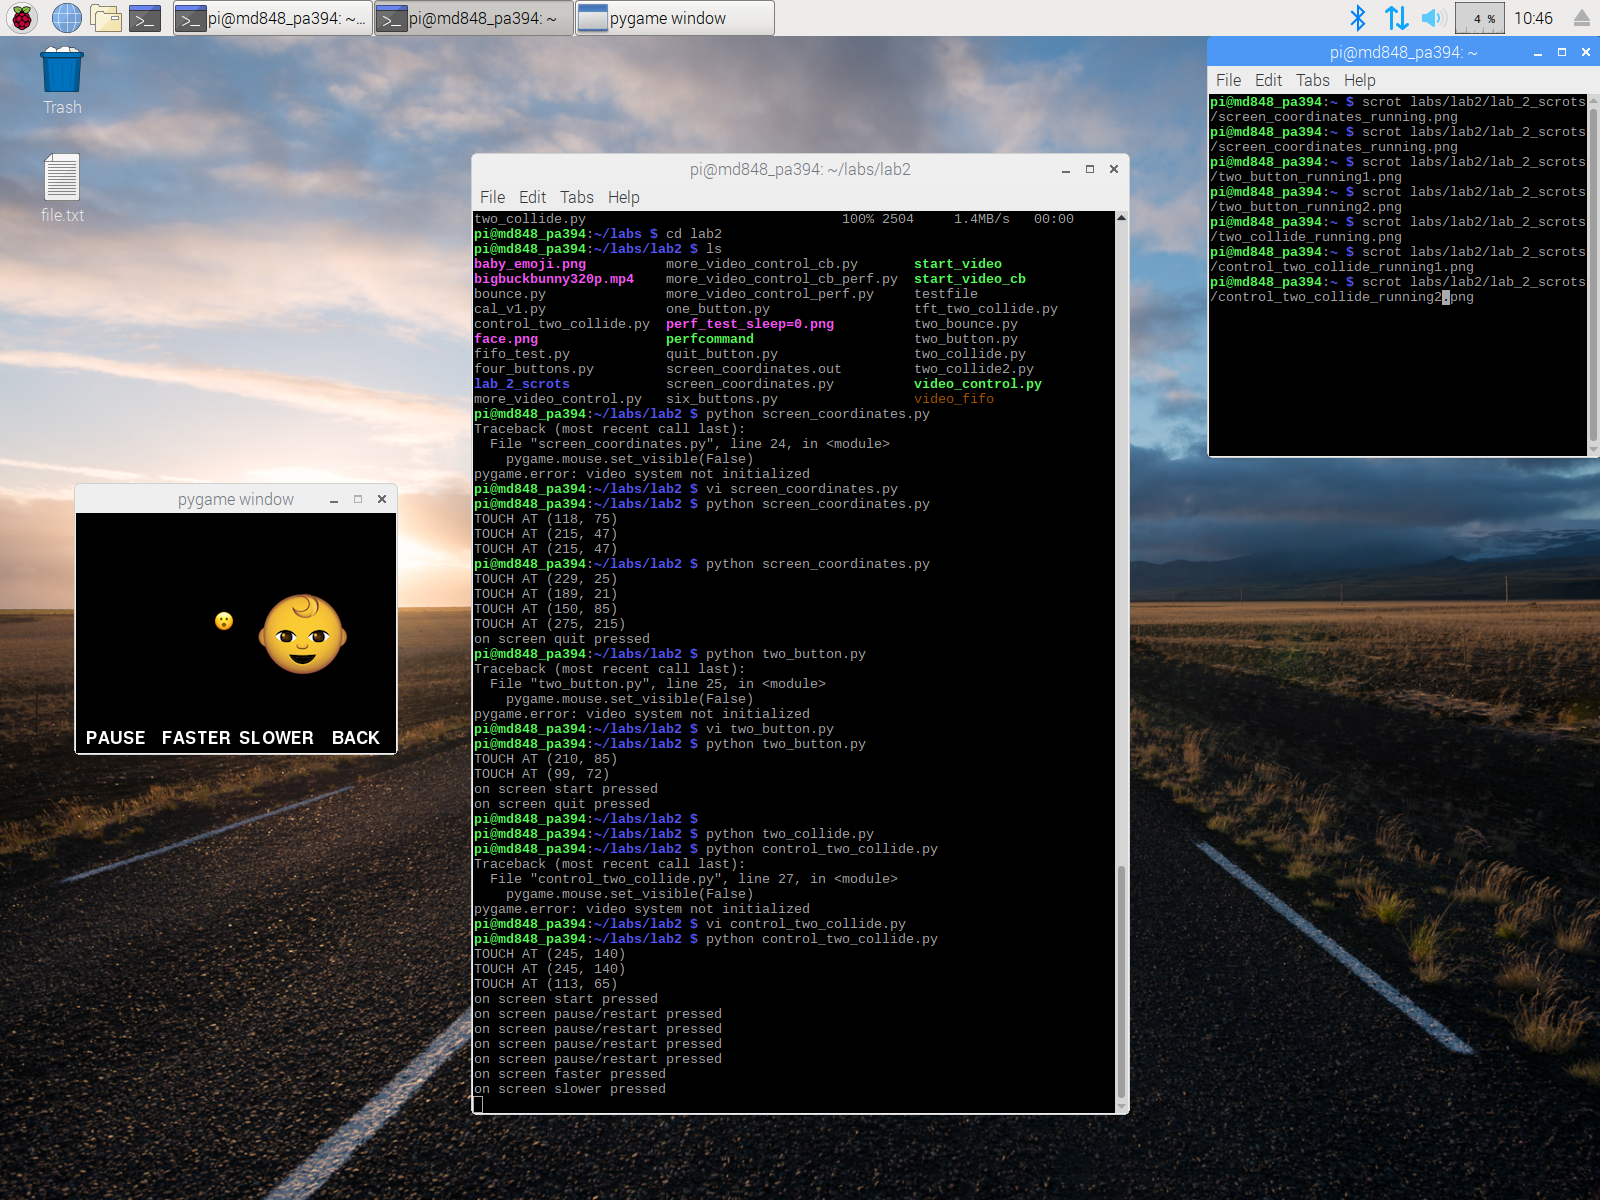 pi@md848_pa394: ~...
pi@md848_pa394: ~
pygame window
4 %
10:46
Trash
file.txt
pi@md848_pa394: ~
File Edit Tabs Help
pi@md848_pa394:~ $ scrot labs/lab2/lab_2_scrots
/screen_coordinates_running.png
pi@md848_pa394:~ $ scrot labs/lab2/lab_2_scrots
/screen_coordinates_running.png
pi@md848_pa394:~ $ scrot labs/lab2/lab_2_scrots
/two_button_running1.png
pi@md848_pa394:~ $ scrot labs/lab2/lab_2_scrots
/two_button_running2.png
pi@md848_pa394:~ $ scrot labs/lab2/lab_2_scrots
/two_collide_running.png
pi@md848_pa394:~ $ scrot labs/lab2/lab_2_scrots
/control_two_collide_running1.png
pi@md848_pa394:~ $ scrot labs/lab2/lab_2_scrots
/control_two_collide_running2.png
pi@md848_pa394: ~/labs/lab2
File Edit Tabs Help
two_collide.py 100% 2504 1.4MB/s 00:00
pi@md848_pa394:~/labs $ cd lab2
pi@md848_pa394:~/labs/lab2 $ ls
baby_emoji.png more_video_control_cb.py start_video
bigbuckbunny320p.mp4 more_video_control_cb_perf.py start_video_cb
bounce.py more_video_control_perf.py testfile
cal_v1.py one_button.py tft_two_collide.py
control_two_collide.py perf_test_sleep=0.png two_bounce.py
face.png perfcommand two_button.py
fifo_test.py quit_button.py two_collide.py
four_buttons.py screen_coordinates.out two_collide2.py
lab_2_scrots screen_coordinates.py video_control.py
more_video_control.py six_buttons.py video_fifo
pi@md848_pa394:~/labs/lab2 $ python screen_coordinates.py
Traceback (most recent call last):
File "screen_coordinates.py", line 24, in <module>
pygame.mouse.set_visible(False)
pygame.error: video system not initialized
pi@md848_pa394:~/labs/lab2 $ vi screen_coordinates.py
pi@md848_pa394:~/labs/lab2 $ python screen_coordinates.py
TOUCH AT (118, 75)
TOUCH AT (215, 47)
TOUCH AT (215, 47)
pi@md848_pa394:~/labs/lab2 $ python screen_coordinates.py
TOUCH AT (229, 25)
TOUCH AT (189, 21)
TOUCH AT (150, 85)
TOUCH AT (275, 215)
on screen quit pressed
pi@md848_pa394:~/labs/lab2 $ python two_button.py
Traceback (most recent call last):
File "two_button.py", line 25, in <module>
pygame.mouse.set_visible(False)
pygame.error: video system not initialized
pi@md848_pa394:~/labs/lab2 $ vi two_button.py
pi@md848_pa394:~/labs/lab2 $ python two_button.py
TOUCH AT (210, 85)
TOUCH AT (99, 72)
on screen start pressed
on screen quit pressed
pi@md848_pa394:~/labs/lab2 $
pi@md848_pa394:~/labs/lab2 $ python two_collide.py
pi@md848_pa394:~/labs/lab2 $ python control_two_collide.py
Traceback (most recent call last):
File "control_two_collide.py", line 27, in <module>
pygame.mouse.set_visible(False)
pygame.error: video system not initialized
pi@md848_pa394:~/labs/lab2 $ vi control_two_collide.py
pi@md848_pa394:~/labs/lab2 $ python control_two_collide.py
TOUCH AT (245, 140)
TOUCH AT (245, 140)
TOUCH AT (113, 65)
on screen start pressed
on screen pause/restart pressed
on screen pause/restart pressed
on screen pause/restart pressed
on screen pause/restart pressed
on screen faster pressed
on screen slower pressed
pygame window
PAUSE FASTER SLOWER BACK